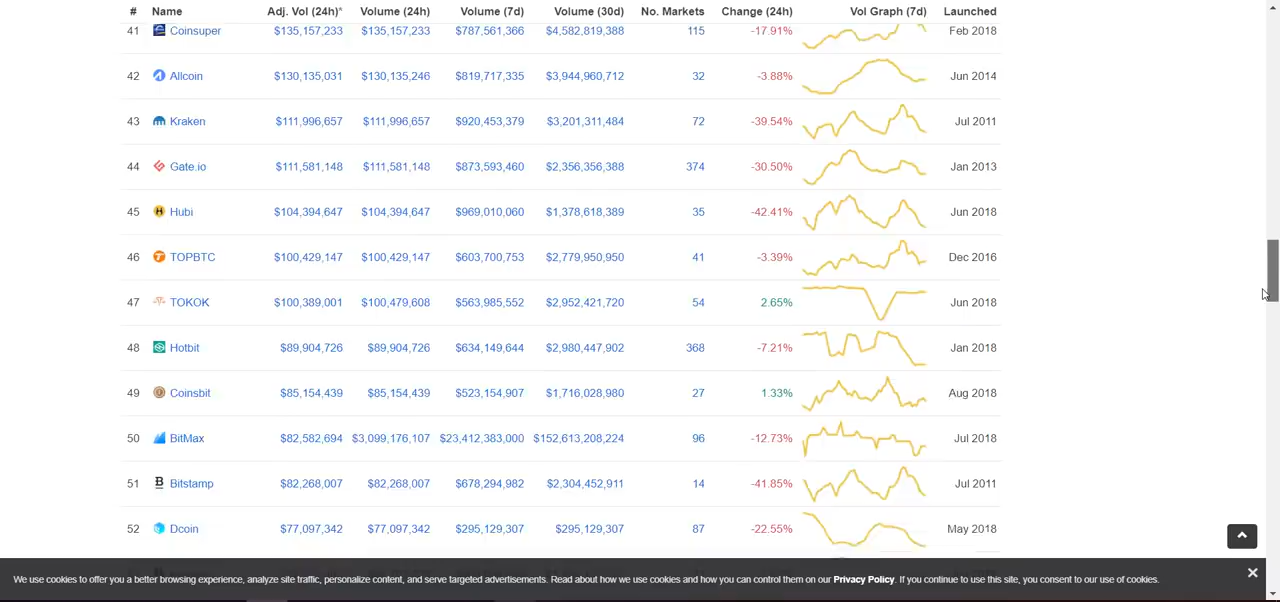 # Name Adj. Vol (24h)* Volume (24h) Volume (7d) Volume (30d) No. Markets Change (24h) Vol Graph (7d) Launched
41 Coinsuper $135,157,233 $135,157,233 $787,561,366 $4,582,819,388 115 -17.91% Feb 2018
42 Allcoin $130,135,031 $130,135,246 $819,717,335 $3,944,960,712 32 -3.88% Jun 2014
43 Kraken $111,996,657 $111,996,657 $920,453,379 $3,201,311,484 72 -39.54% Jul 2011
44 Gate.io $111,581,148 $111,581,148 $873,593,460 $2,356,356,388 374 -30.50% Jan 2013
45 Hubi $104,394,647 $104,394,647 $969,010,060 $1,378,618,389 35 -42.41% Jun 2018
46 TOPBTC $100,429,147 $100,429,147 $603,700,753 $2,779,950,950 41 -3.39% Dec 2016
47 TOKOK $100,389,001 $100,479,608 $563,985,552 $2,952,421,720 54 2.65% Jun 2018
48 Hotbit $89,904,726 $89,904,726 $634,149,644 $2,980,447,902 368 -7.21% Jan 2018
49 Coinsbit $85,154,439 $85,154,439 $523,154,907 $1,716,028,980 27 1.33% Aug 2018
50 BitMax $82,582,694 $3,099,176,107 $23,412,383,000 $152,613,208,224 96 -12.73% Jul 2018
51 Bitstamp $82,268,007 $82,268,007 $678,294,982 $2,304,452,911 14 -41.85% Jul 2011
52 Dcoin $77,097,342 $77,097,342 $295,129,307 $295,129,307 87 -22.55% May 2018
We use cookies to offer you a better browsing experience, analyze site traffic, personalize content, and serve targeted advertisements. Read about how we use cookies and how you can control them on our Privacy Policy. If you continue to use this site, you consent to our use of cookies.